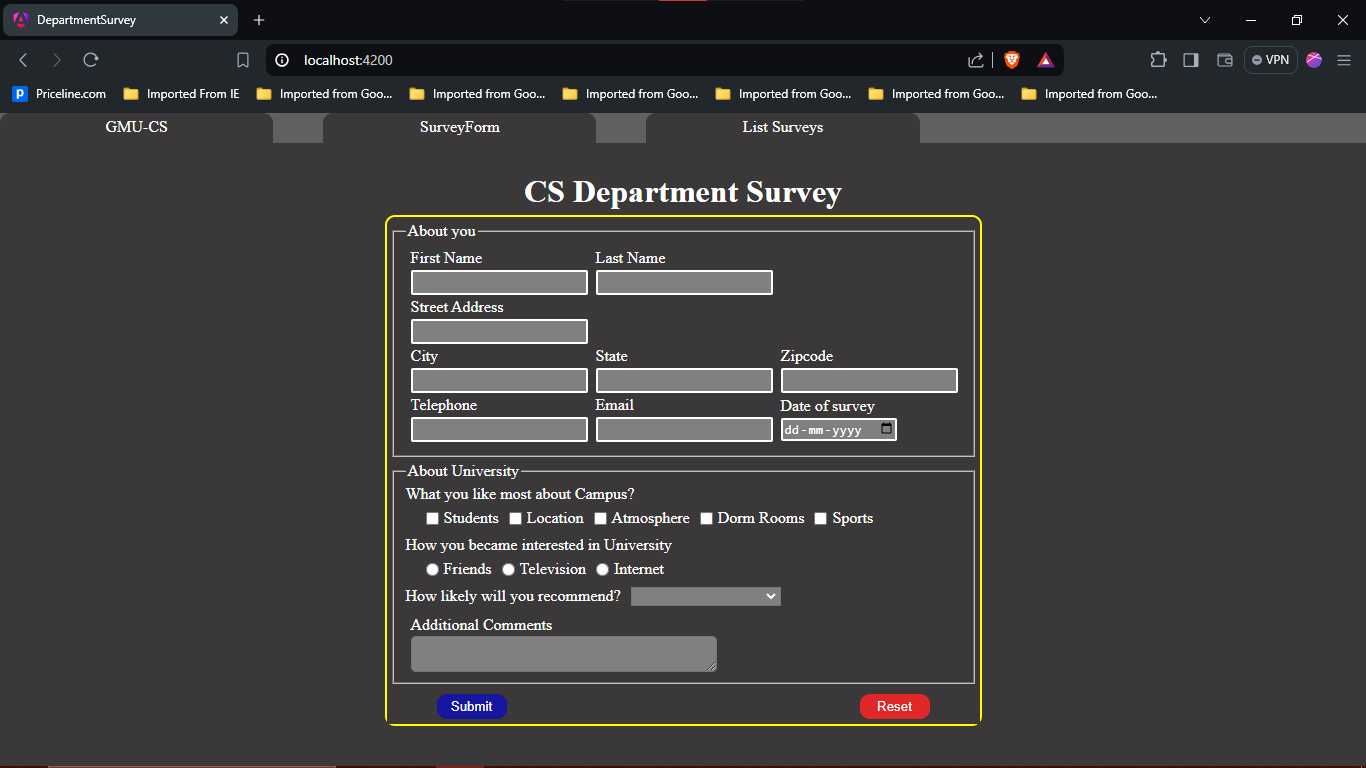 DepartmentSurvey
localhost:4200
VPN
Priceline.com Imported From IE Imported from Goo... Imported from Goo... Imported from Goo... Imported from Goo... Imported from Goo... Imported from Goo...
GMU-CS SurveyForm List Surveys
CS Department Survey
About you
First Name Last Name
Street Address
City State Zipcode
Telephone Email Date of survey
dd-mm-yyyy
About University
What you like most about Campus?
Students Location Atmosphere Dorm Rooms Sports
How you became interested in University
Friends Television Internet
How likely will you recommend?
Additional Comments
Submit Reset